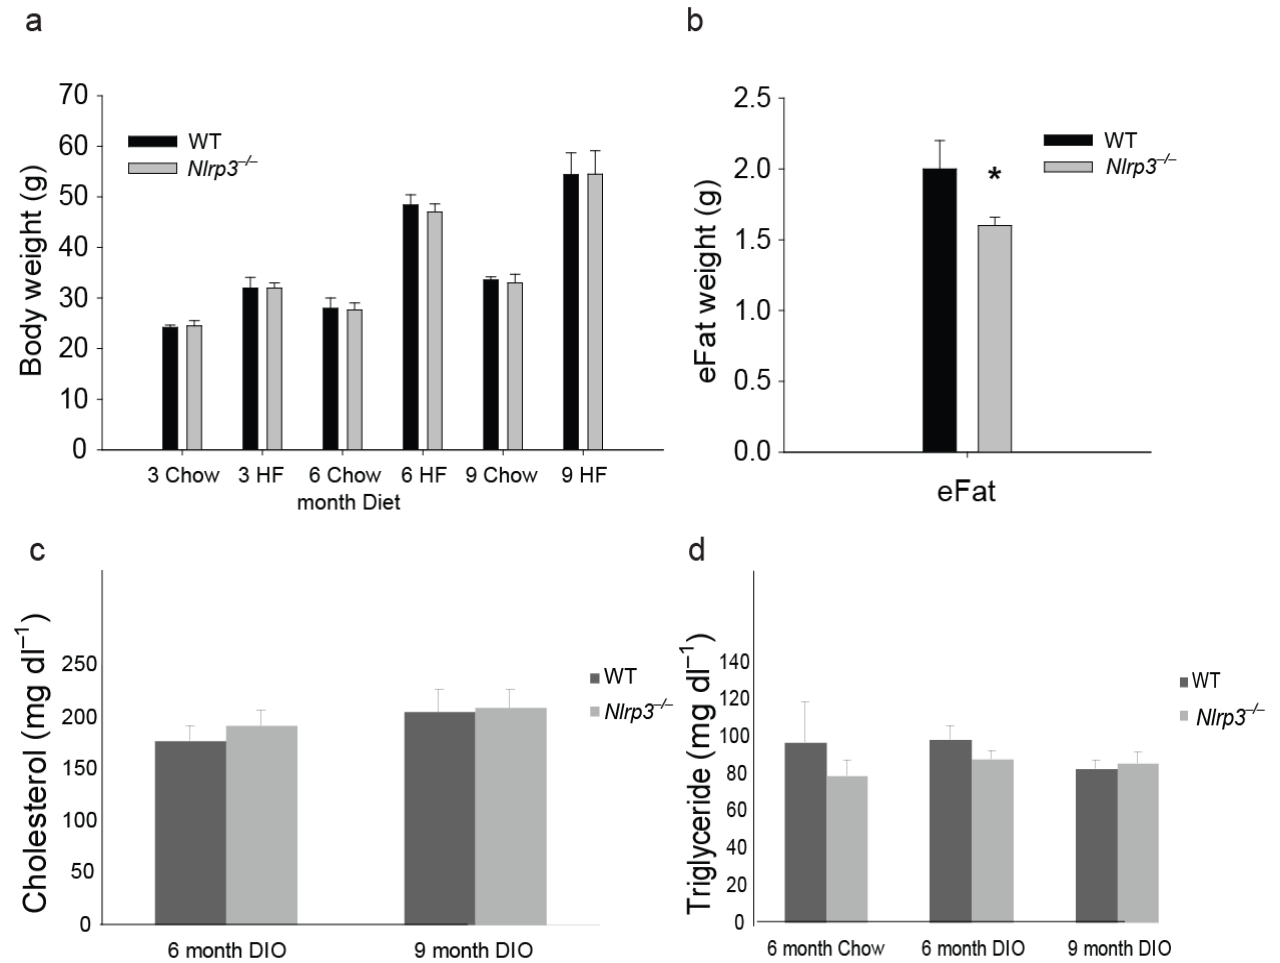 a
Body weight (g)
70
60
50
40
30
20
10
0
WT
Nlrp3–/–
3 Chow 3 HF 6 Chow 6 HF 9 Chow 9 HF
month Diet
b
eFat weight (g)
2.5
2.0
1.5
1.0
0.5
0.0
WT
Nlrp3–/–
*
eFat
c
Cholesterol (mg dl–1)
250
200
150
100
50
0
WT
Nlrp3–/–
6 month DIO 9 month DIO
d
Triglyceride (mg dl–1)
140
120
100
80
60
40
20
0
WT
Nlrp3–/–
6 month Chow 6 month DIO 9 month DIO